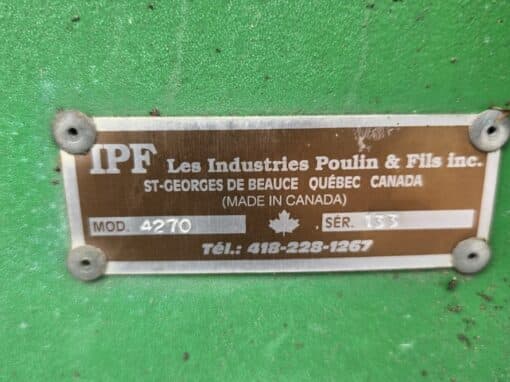 IPF Les Industries Poulin & Fils inc.
ST-GEORGES DE BEAUCE QUÉBEC CANADA
(MADE IN CANADA)
MOD. 4270 SÉR. 133
Tél.: 418-228-1267